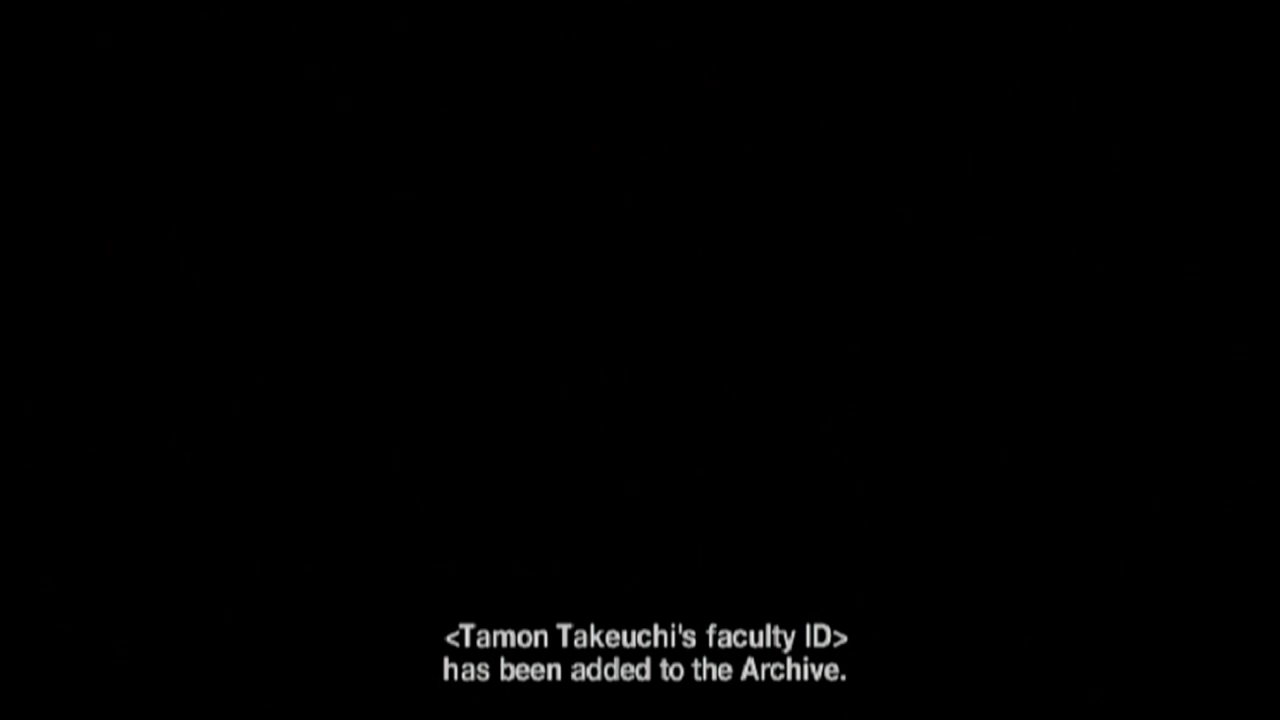 <Tamon Takeuchi's faculty ID>
has been added to the Archive.